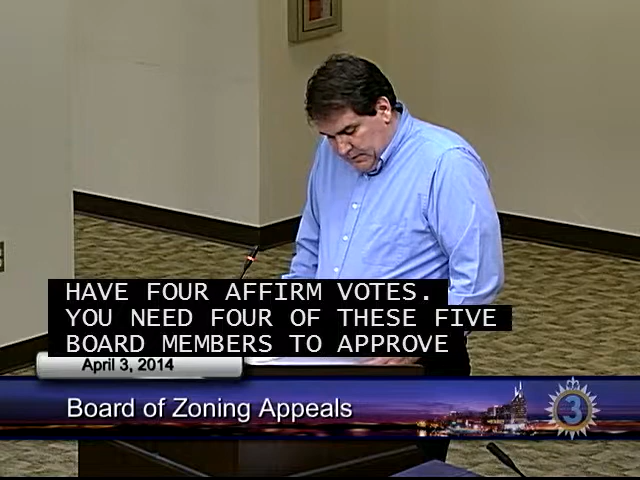 HAVE FOUR AFFIRM VOTES.
YOU NEED FOUR OF THESE FIVE
BOARD MEMBERS TO APPROVE
April 3, 2014
Board of Zoning Appeals
3